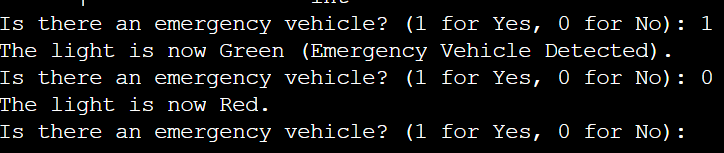 Is there an emergency vehicle? (1 for Yes, 0 for No): 1
The light is now Green (Emergency Vehicle Detected).
Is there an emergency vehicle? (1 for Yes, 0 for No): 0
The light is now Red.
Is there an emergency vehicle? (1 for Yes, 0 for No):